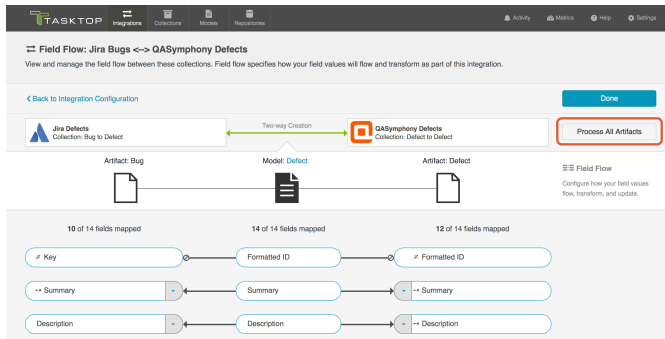 TASKTOP
Integrations
Collections
Models
Repositories
Activity
Metrics
Help
Settings
Field Flow: Jira Bugs <--> QASymphony Defects
View and manage the field flow between these collections. Field flow specifies how your field values will flow and transform as part of this integration.
Back to Integration Configuration
Done
Jira Defects
Collection: Bug to Defect
Two-way Creation
QASymphony Defects
Collection: Defect to Defect
Process All Artifacts
Artifact: Bug
Model: Defect
Artifact: Defect
Field Flow
Configure how your field values
flow, transform, and update.
10 of 14 fields mapped
14 of 14 fields mapped
12 of 14 fields mapped
Key
Formatted ID
Formatted ID
Summary
Summary
Summary
Description
Description
Description